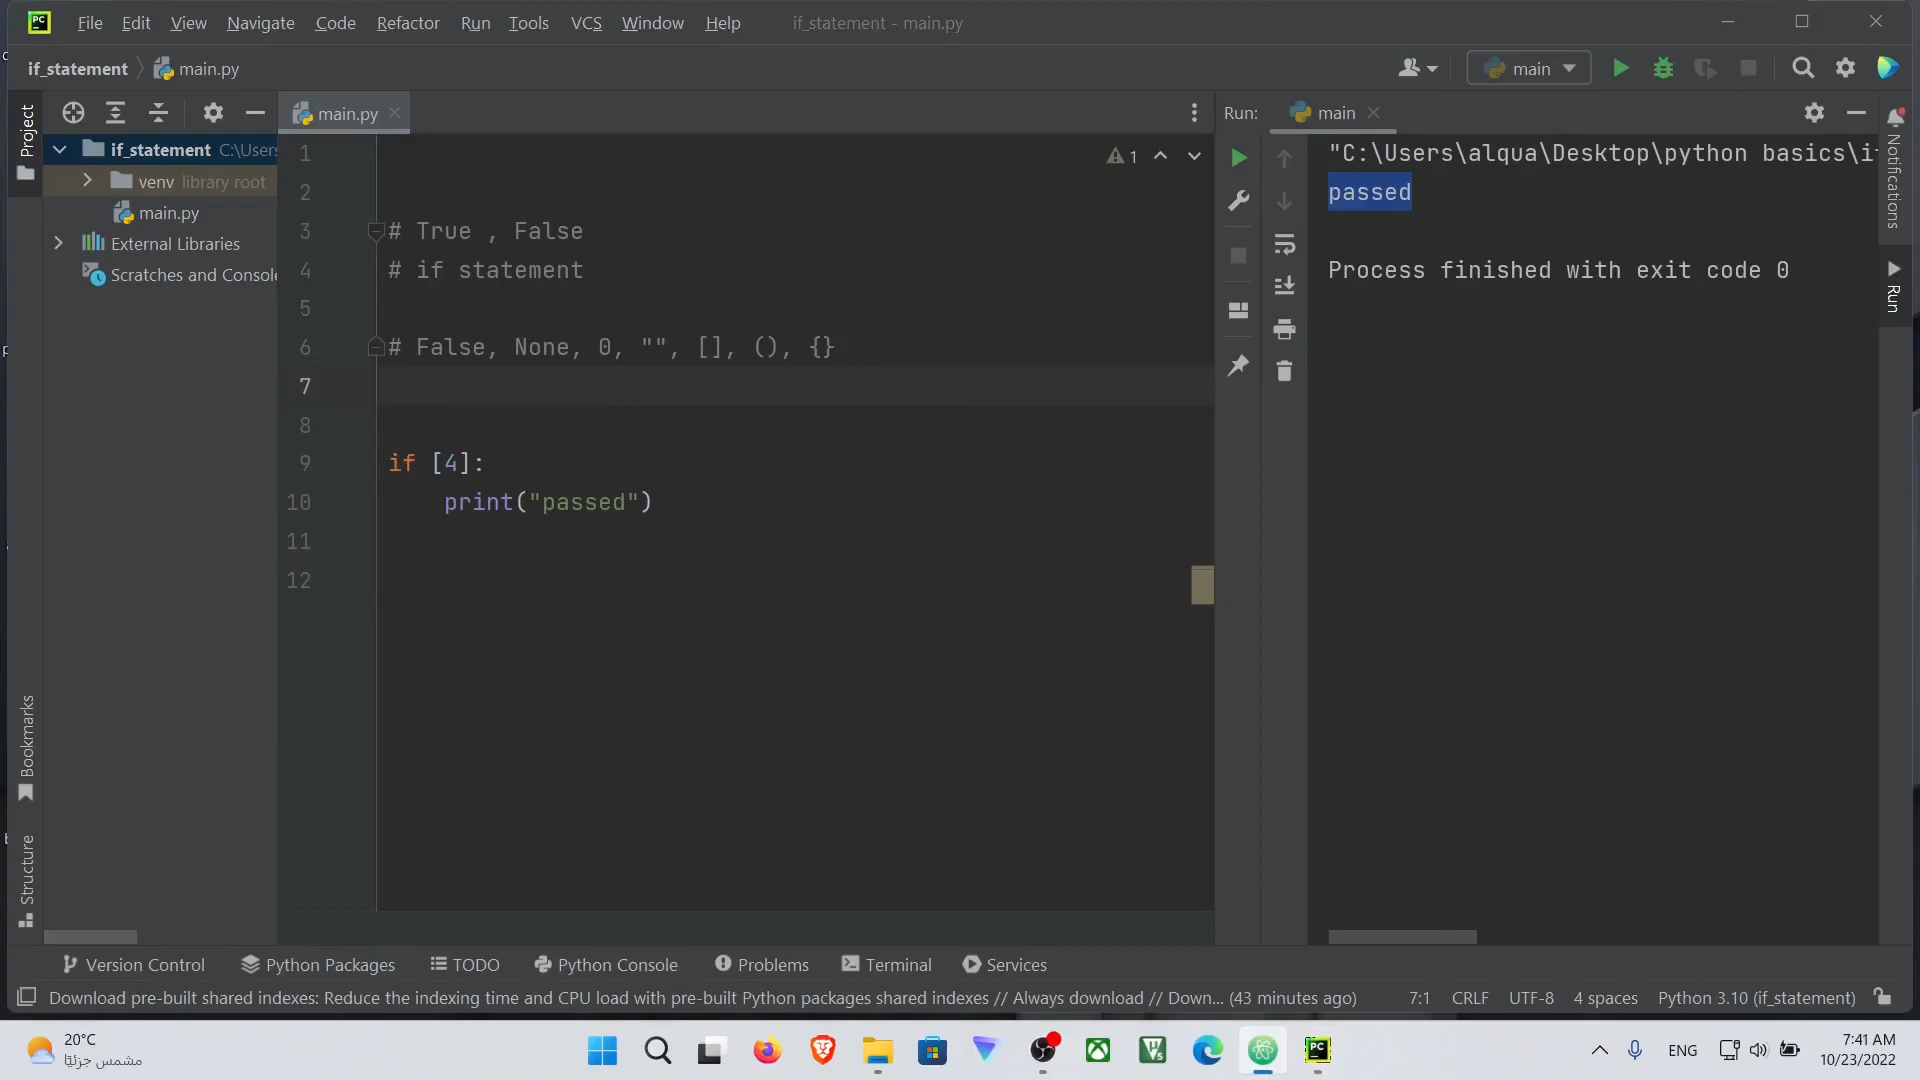 File Edit View Navigate Code Refactor Run Tools VCS Window Help if_statement - main.py
if_statement main.py
main
Project
main.py
Run: main
if_statement C:\Users
venv library root
main.py
External Libraries
Scratches and Console
1
2
3 # True , False
4 # if statement
5
6 # False, None, 0, "", [], (), {}
7
8
9 if [4]:
10 print("passed")
11
12
1
"C:\Users\alqua\Desktop\python basics\i
passed
Process finished with exit code 0
Notifications
Run
Bookmarks
Structure
Version Control Python Packages TODO Python Console Problems Terminal Services
Download pre-built shared indexes: Reduce the indexing time and CPU load with pre-built Python packages shared indexes // Always download // Down... (43 minutes ago) 7:1 CRLF UTF-8 4 spaces Python 3.10 (if_statement)
20°C
مشمس جزئيًا
ENG
7:41 AM
10/23/2022